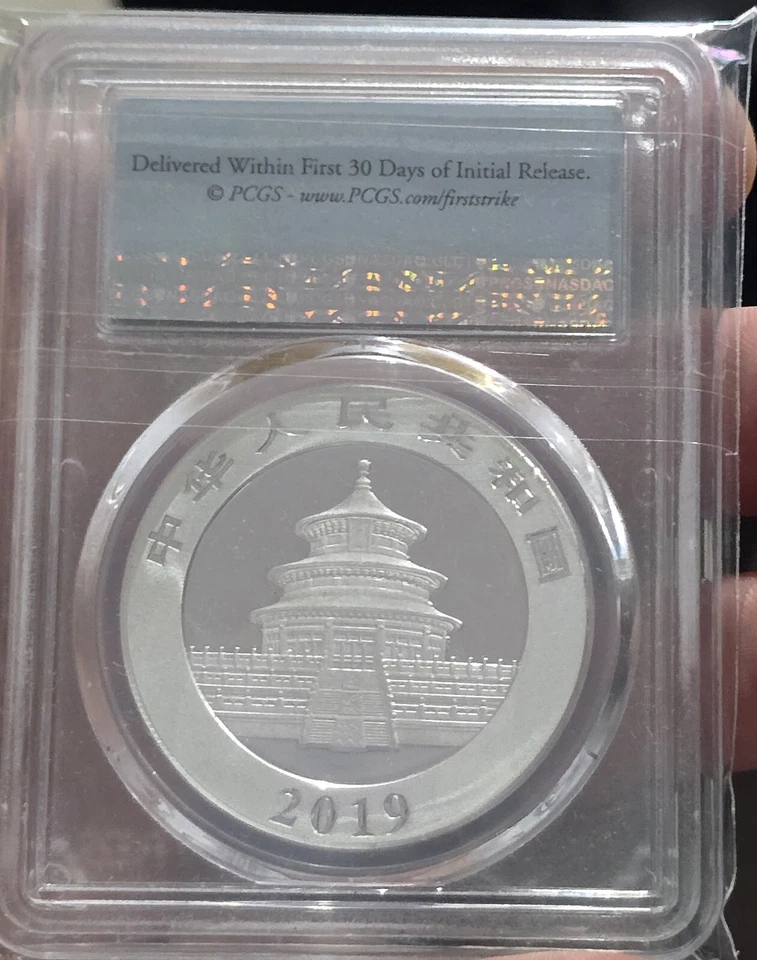 Delivered Within First 30 Days of Initial Release.
© PCGS - www.PCGS.com/firststrike
中华人民共和国
2019